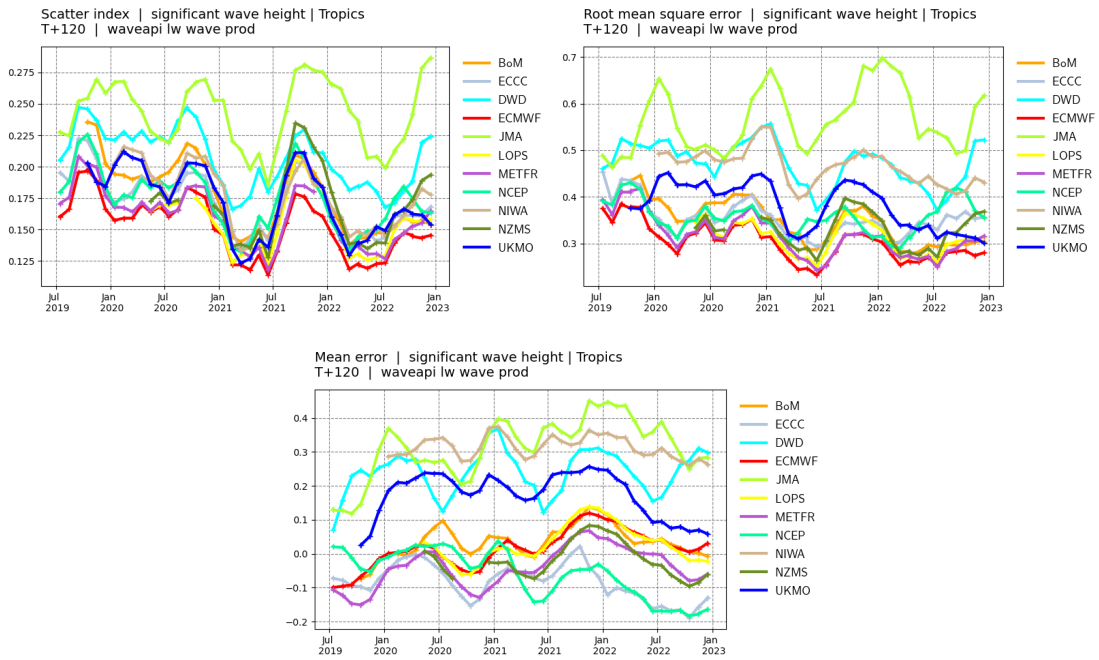 Scatter index | significant wave height | Tropics
T+120 | waveapi lw wave prod
0.275
0.250
0.225
0.200
0.175
0.150
0.125
Jul
2019
Jan
2020
Jul
2020
Jan
2021
Jul
2021
Jan
2022
Jul
2022
Jan
2023
BoM
ECCC
DWD
ECMWF
JMA
LOPS
METFR
NCEP
NIWA
NZMS
UKMO
Root mean square error | significant wave height | Tropics
T+120 | waveapi lw wave prod
0.7
0.6
0.5
0.4
0.3
Jul
2019
Jan
2020
Jul
2020
Jan
2021
Jul
2021
Jan
2022
Jul
2022
Jan
2023
BoM
ECCC
DWD
ECMWF
JMA
LOPS
METFR
NCEP
NIWA
NZMS
UKMO
Mean error | significant wave height | Tropics
T+120 | waveapi lw wave prod
0.4
0.3
0.2
0.1
0.0
−0.1
−0.2
Jul
2019
Jan
2020
Jul
2020
Jan
2021
Jul
2021
Jan
2022
Jul
2022
Jan
2023
BoM
ECCC
DWD
ECMWF
JMA
LOPS
METFR
NCEP
NIWA
NZMS
UKMO